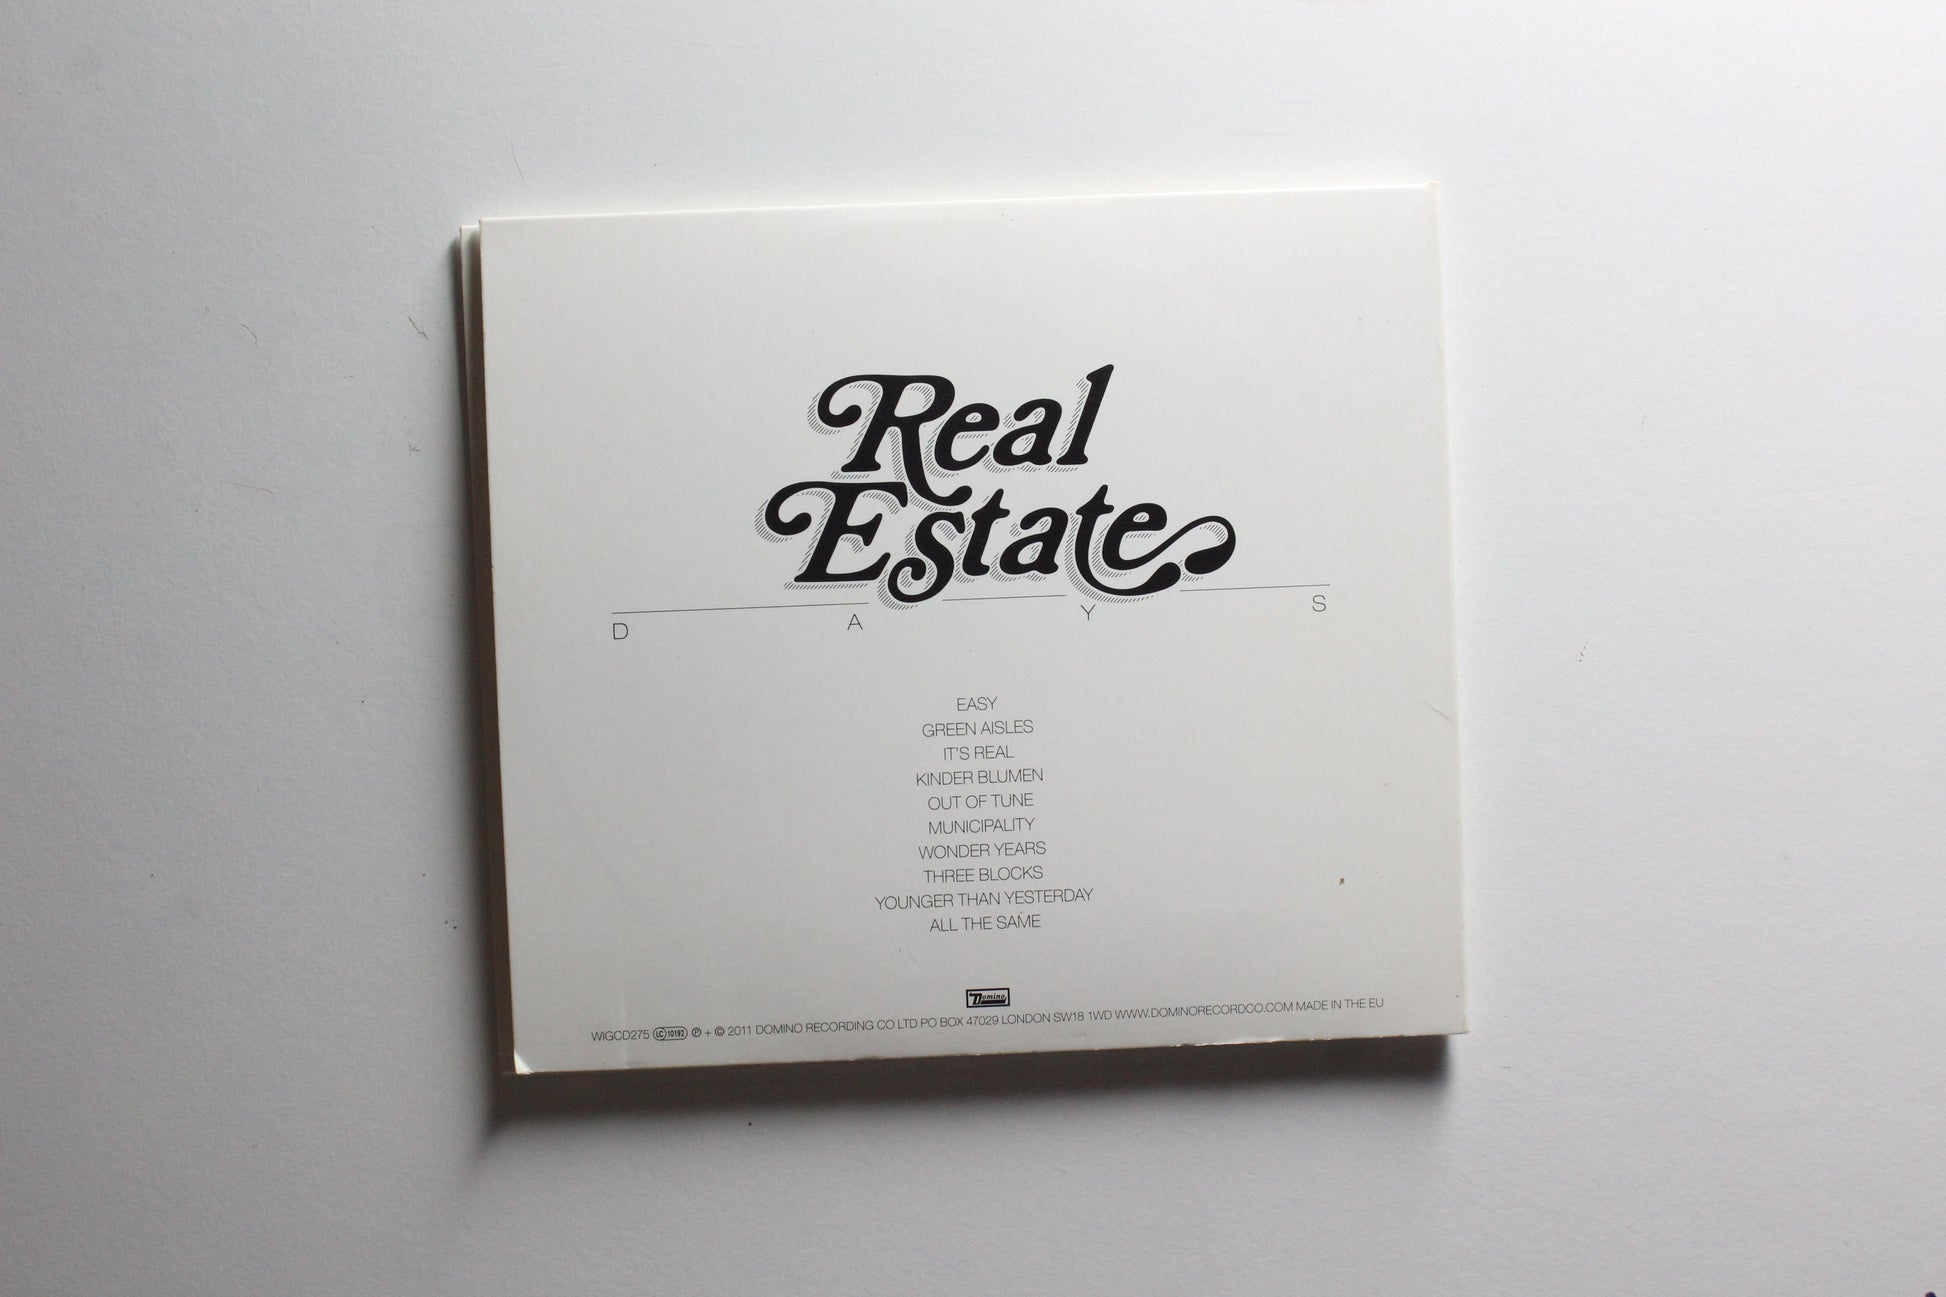 Real
Estate
D A Y S
EASY
GREEN AISLES
IT'S REAL
KINDER BLUMEN
OUT OF TUNE
MUNICIPALITY
WONDER YEARS
THREE BLOCKS
YOUNGER THAN YESTERDAY
ALL THE SAME
Domino
WIGCD275 LC 10192 ℗ + © 2011 DOMINO RECORDING CO LTD PO BOX 47029 LONDON SW18 1WD WWW.DOMINORECORDCO.COM MADE IN THE EU